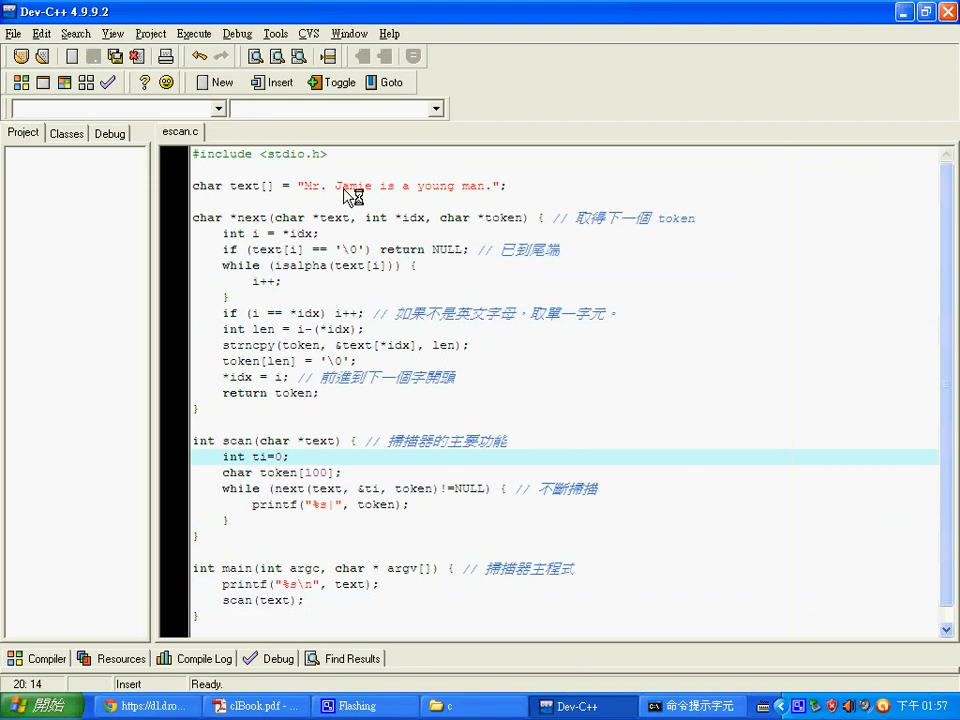 Dev-C++ 4.9.9.2
File Edit Search View Project Execute Debug Tools CVS Window Help
New Insert Toggle Goto
Project Classes Debug escan.c
#include <stdio.h>
char text[] = "Mr. Jamie is a young man.";
char *next(char *text, int *idx, char *token) { // 取得下一個 token
int i = *idx;
if (text[i] == '\0') return NULL; // 已到尾端
while (isalpha(text[i])) {
i++;
}
if (i == *idx) i++; // 如果不是英文字母，取單一字元。
int len = i-(*idx);
strncpy(token, &text[*idx], len);
token[len] = '\0';
*idx = i; // 前進到下一個字開頭
return token;
}
int scan(char *text) { // 掃描器的主要功能
int ti=0;
char token[100];
while (next(text, &ti, token)!=NULL) { // 不斷掃描
printf("%s|", token);
}
}
int main(int argc, char * argv[]) { // 掃描器主程式
printf("%s\n", text);
scan(text);
}
Compiler Resources Compile Log Debug Find Results
20: 14 Insert Ready.
開始 https://dl.dro... clBook.pdf - ... Flashing c Dev-C++ 命令提示字元 下午 01:57